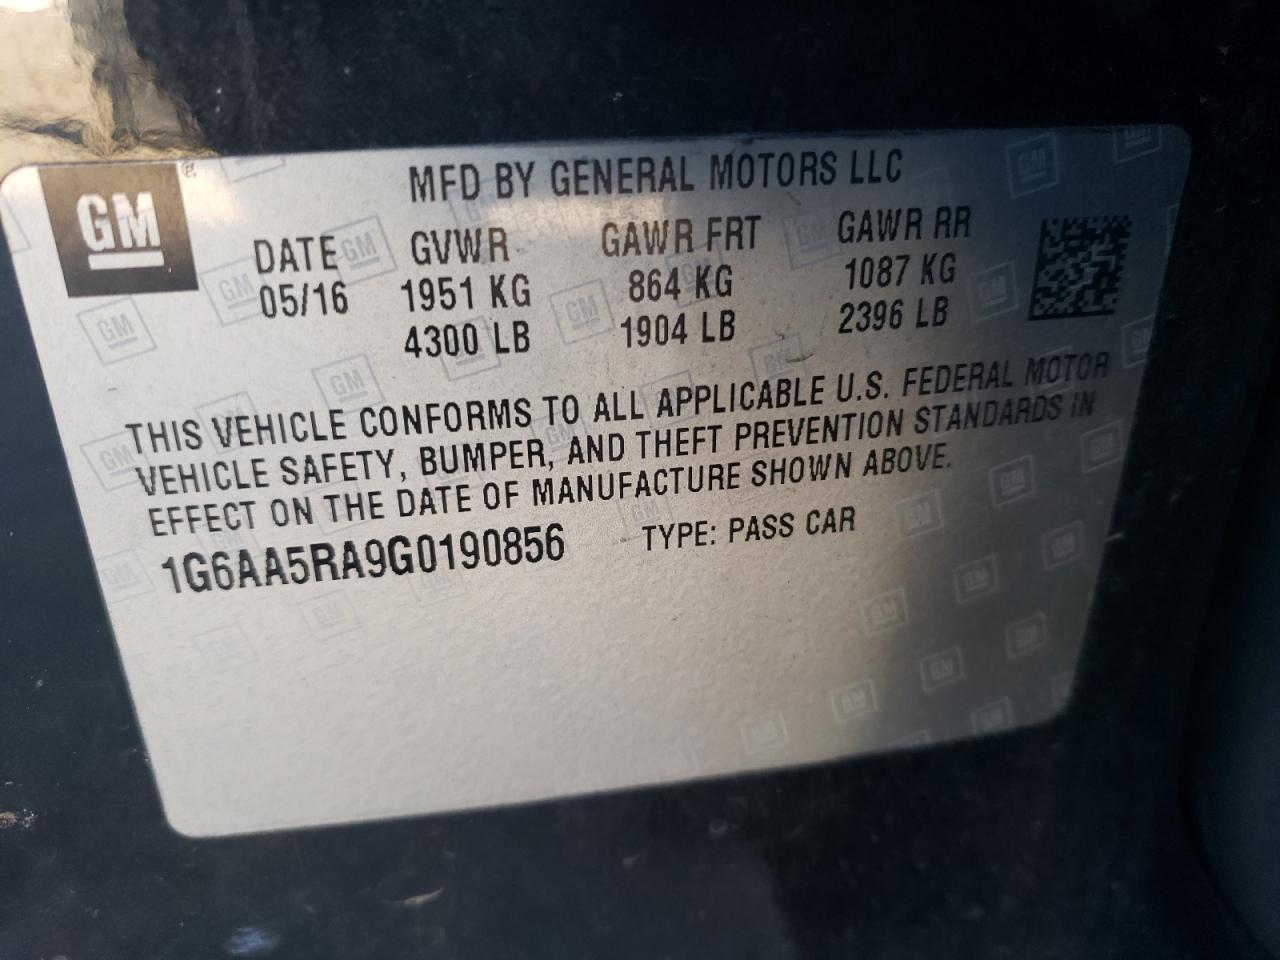 GM
MFD BY GENERAL MOTORS LLC
DATE GVWR GAWR FRT GAWR RR
05/16 1951 KG 864 KG 1087 KG
4300 LB 1904 LB 2396 LB
THIS VEHICLE CONFORMS TO ALL APPLICABLE U.S. FEDERAL MOTOR
VEHICLE SAFETY, BUMPER, AND THEFT PREVENTION STANDARDS IN
EFFECT ON THE DATE OF MANUFACTURE SHOWN ABOVE.
1G6AA5RA9G0190856 TYPE: PASS CAR